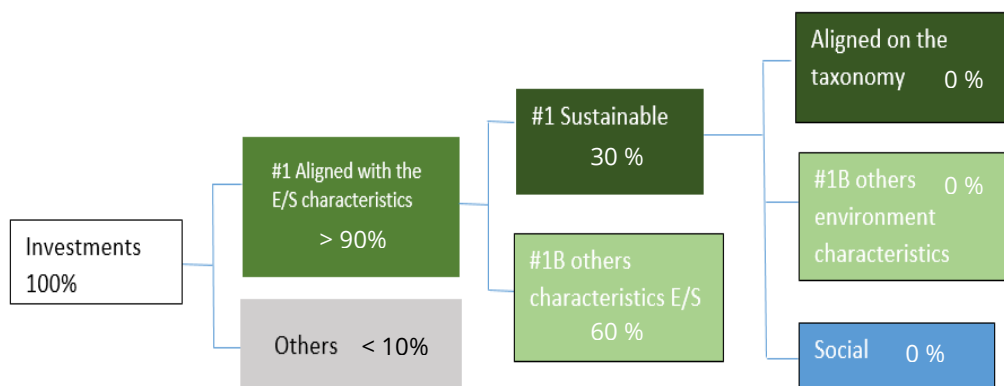 Investments
100%
#1 Aligned with the
E/S characteristics
> 90%
Others < 10%
#1 Sustainable
30 %
#1B others
characteristics E/S
60 %
Aligned on the
taxonomy 0 %
#1B others 0 %
environment
characteristics
Social 0 %